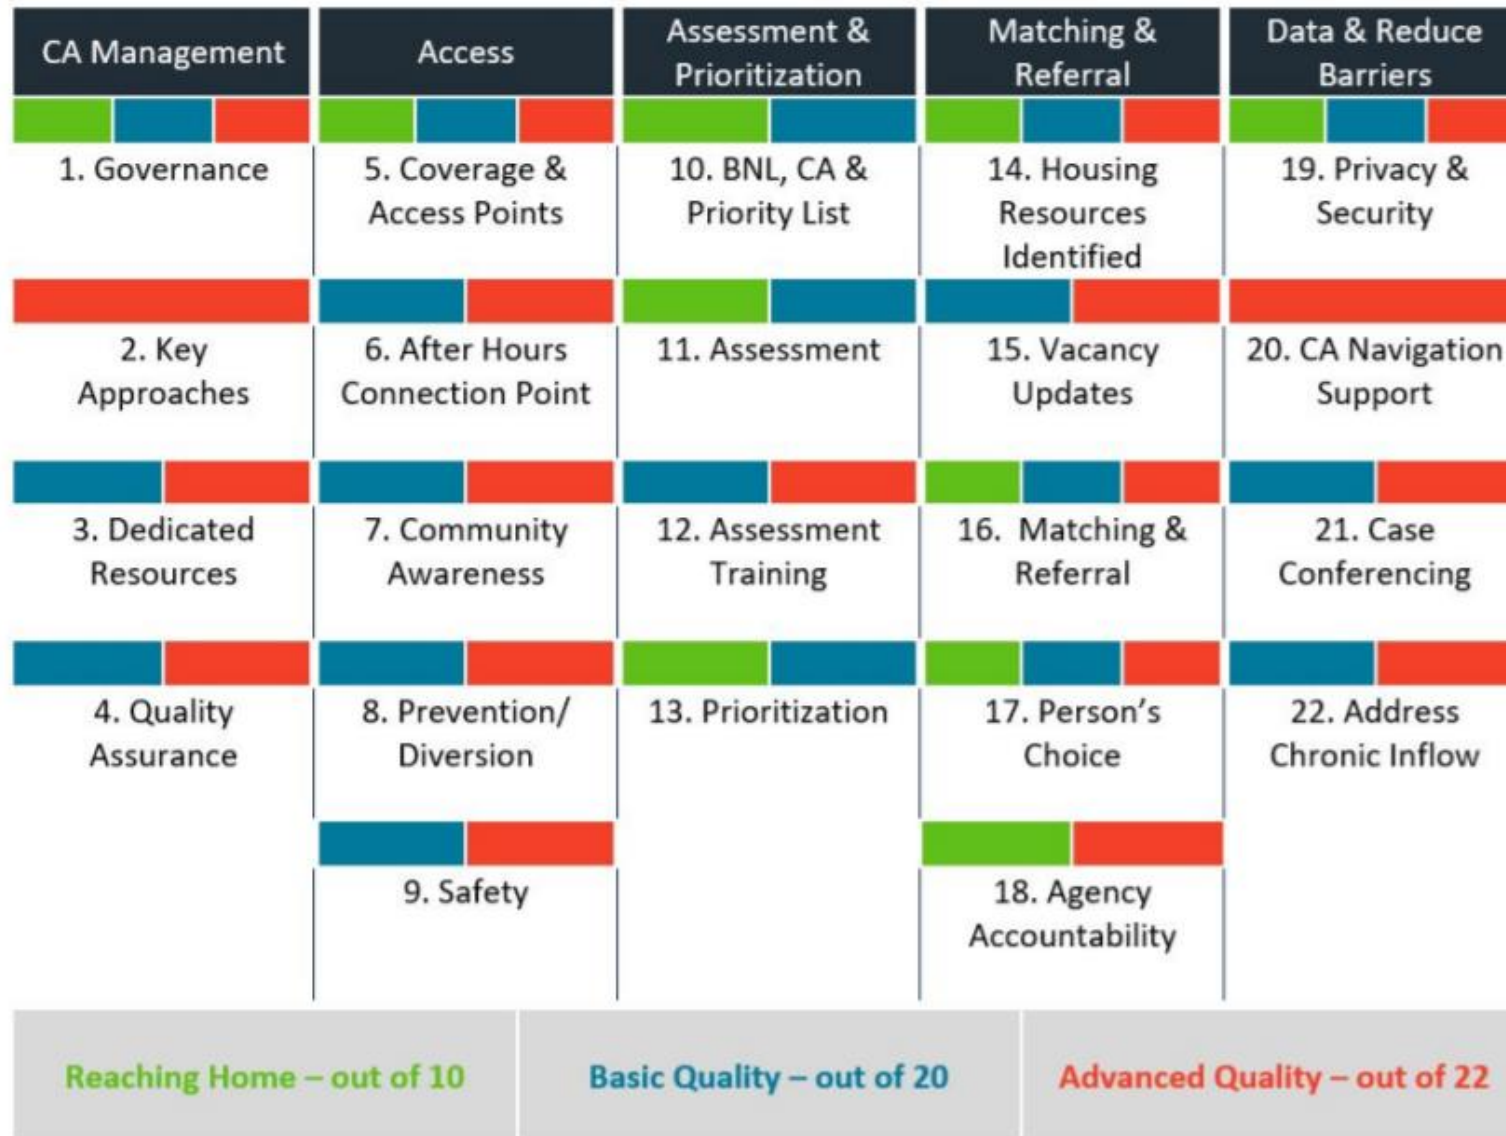 CA Management
Access
Assessment &
Prioritization
Matching &
Referral
Data & Reduce
Barriers
1. Governance
5. Coverage &
Access Points
10. BNL, CA &
Priority List
14. Housing
Resources
Identified
19. Privacy &
Security
2. Key
Approaches
6. After Hours
Connection Point
11. Assessment
15. Vacancy
Updates
20. CA Navigation
Support
3. Dedicated
Resources
7. Community
Awareness
12. Assessment
Training
16. Matching &
Referral
21. Case
Conferencing
4. Quality
Assurance
8. Prevention/
Diversion
13. Prioritization
17. Person's
Choice
22. Address
Chronic Inflow
9. Safety
18. Agency
Accountability
Reaching Home – out of 10
Basic Quality – out of 20
Advanced Quality – out of 22